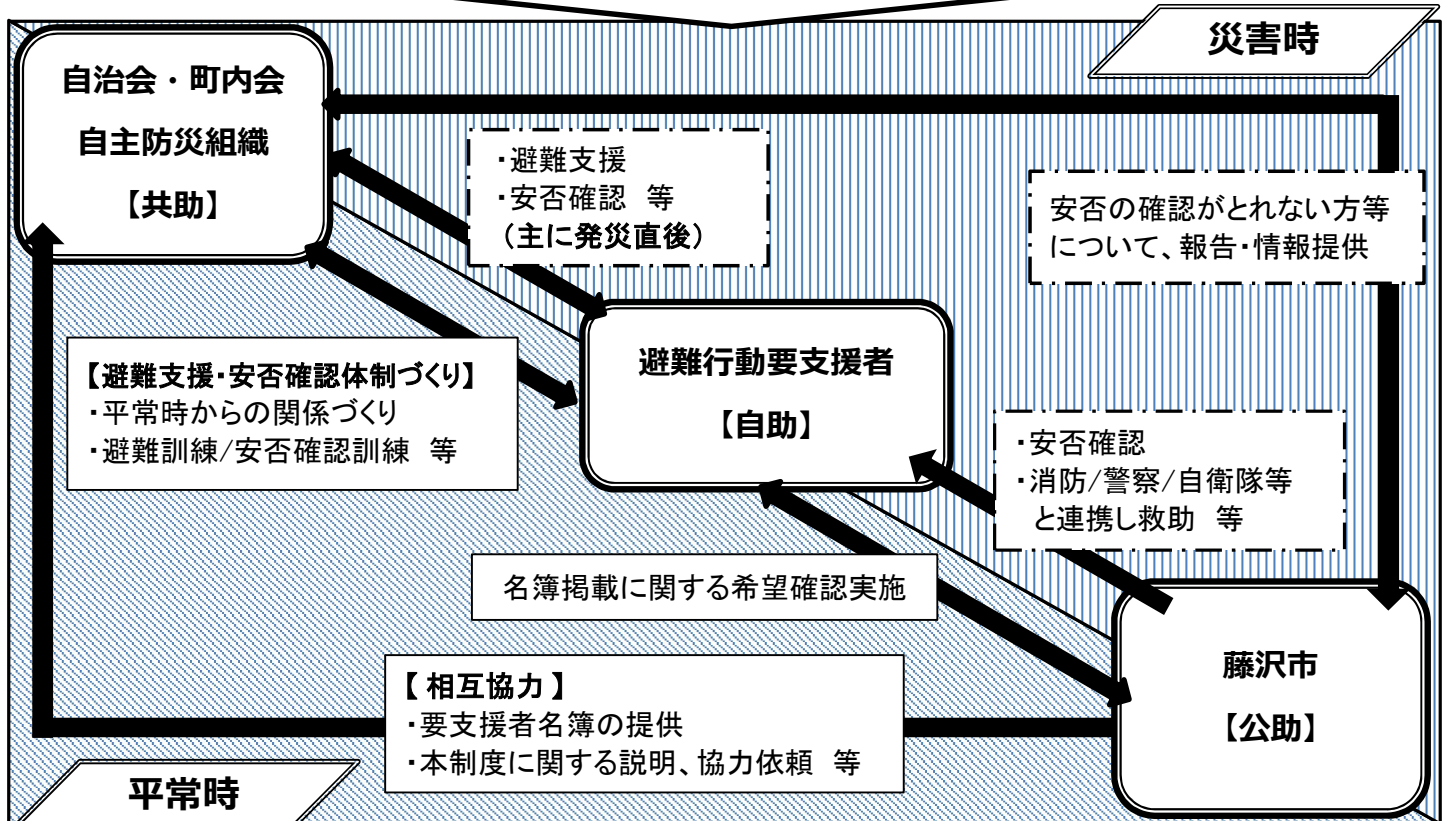 災害時
自治会・町内会
自主防災組織
【共助】
・避難支援
・安否確認　等
（主に発災直後）
安否の確認がとれない方等
について、報告・情報提供
【避難支援・安否確認体制づくり】
・平常時からの関係づくり
・避難訓練/安否確認訓練　等
避難行動要支援者
【自助】
・安否確認
・消防/警察/自衛隊等
と連携し救助　等
名簿掲載に関する希望確認実施
【 相互協力 】
・要支援者名簿の提供
・本制度に関する説明、協力依頼　等
藤沢市
【公助】
平常時